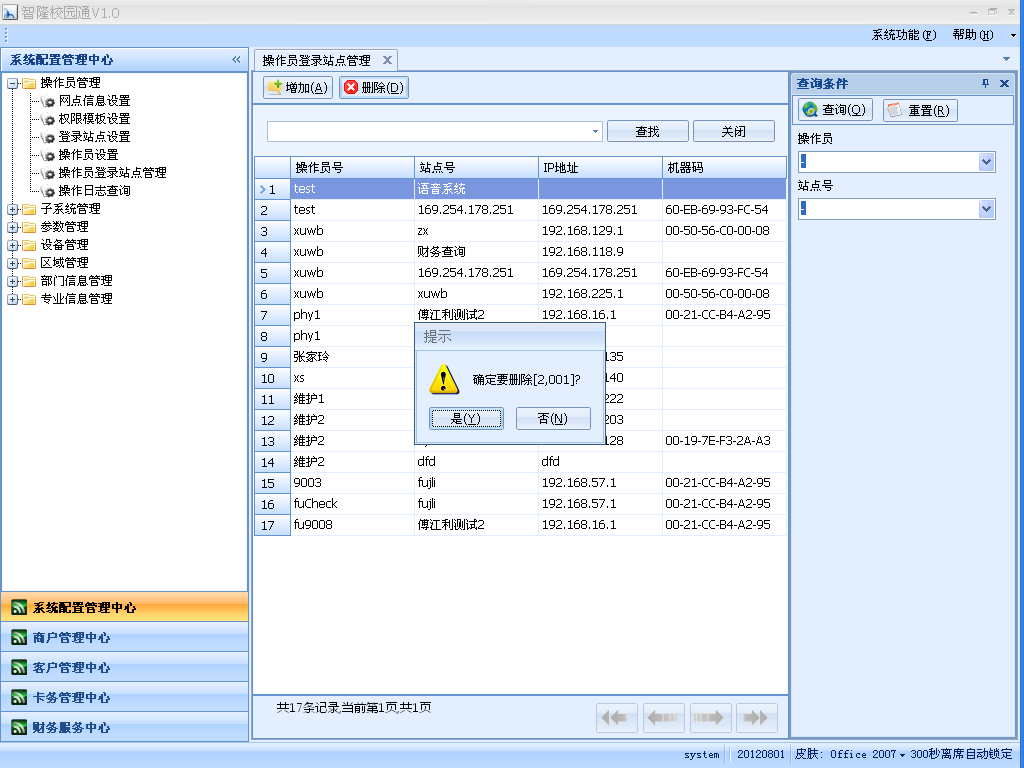 智隆校园通V1.0
系统功能(F) 帮助(H)
系统配置管理中心
操作员管理
网点信息设置
权限模板设置
登录站点设置
操作员设置
操作员登录站点管理
操作日志查询
子系统管理
参数管理
设备管理
区域管理
部门信息管理
专业信息管理
系统配置管理中心
商户管理中心
客户管理中心
卡务管理中心
财务服务中心
操作员登录站点管理
增加(A) 删除(D)
查找 关闭
操作员号 站点号 IP地址 机器码
1 test 语音系统
2 test 169.254.178.251 169.254.178.251 60-EB-69-93-FC-54
3 xuwb zx 192.168.129.1 00-50-56-C0-00-08
4 xuwb 财务查询 192.168.118.9
5 xuwb 169.254.178.251 169.254.178.251 60-EB-69-93-FC-54
6 xuwb xuwb 192.168.225.1 00-50-56-C0-00-08
7 phy1 傅江利测试2 192.168.16.1 00-21-CC-B4-A2-95
8 phy1
9 张家玲 135
10 xs 140
11 维护1 222
12 维护2 203
13 维护2 128 00-19-7E-F3-2A-A3
14 维护2 dfd dfd
15 9003 fujli 192.168.57.1 00-21-CC-B4-A2-95
16 fuCheck fujli 192.168.57.1 00-21-CC-B4-A2-95
17 fu9008 傅江利测试2 192.168.16.1 00-21-CC-B4-A2-95
提示
确定要删除[2,001]?
是(Y) 否(N)
共17条记录,当前第1页,共1页
查询条件
查询(Q) 重置(R)
操作员
站点号
system 20120801 皮肤: Office 2007 300秒离席自动锁定